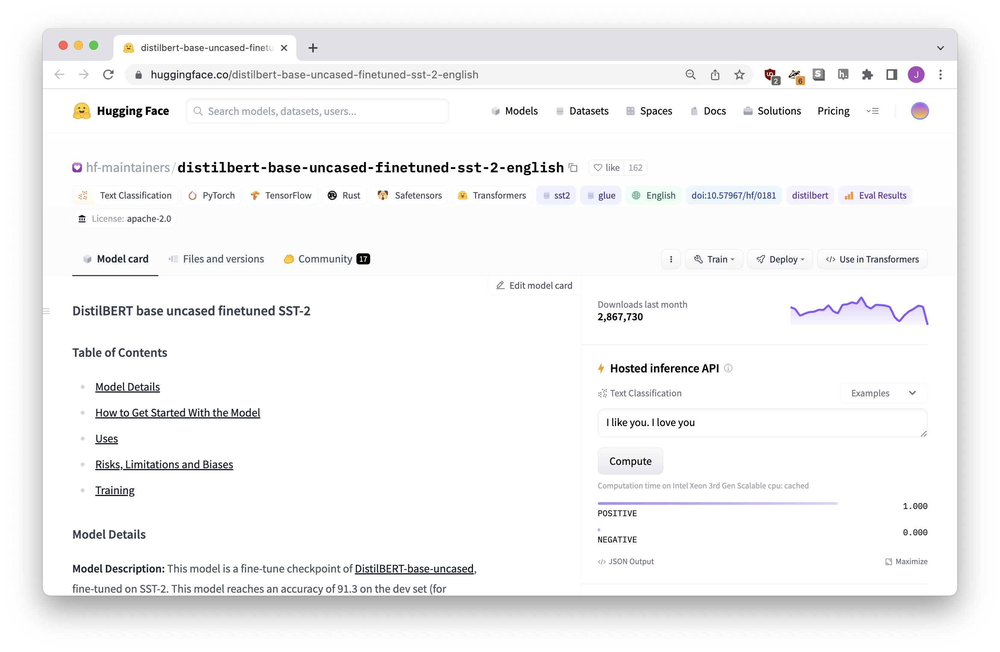 distilbert-base-uncased-finetu
huggingface.co/distilbert-base-uncased-finetuned-sst-2-english
2
6
S
h.
J
Hugging Face
Search models, datasets, users...
Models
Datasets
Spaces
Docs
Solutions
Pricing
hf-maintainers/distilbert-base-uncased-finetuned-sst-2-english
like 162
Text Classification
PyTorch
TensorFlow
Rust
Safetensors
Transformers
sst2
glue
English
doi:10.57967/hf/0181
distilbert
Eval Results
License: apache-2.0
Model card
Files and versions
Community 17
Train
Deploy
</> Use in Transformers
Edit model card
DistilBERT base uncased finetuned SST-2
Table of Contents
Model Details
How to Get Started With the Model
Uses
Risks, Limitations and Biases
Training
Model Details
Model Description: This model is a fine-tune checkpoint of DistilBERT-base-uncased,
fine-tuned on SST-2. This model reaches an accuracy of 91.3 on the dev set (for
Downloads last month
2,867,730
Hosted inference API
Text Classification
Examples
I like you. I love you
Compute
Computation time on Intel Xeon 3rd Gen Scalable cpu: cached
1.000
POSITIVE
0.000
NEGATIVE
</> JSON Output
Maximize